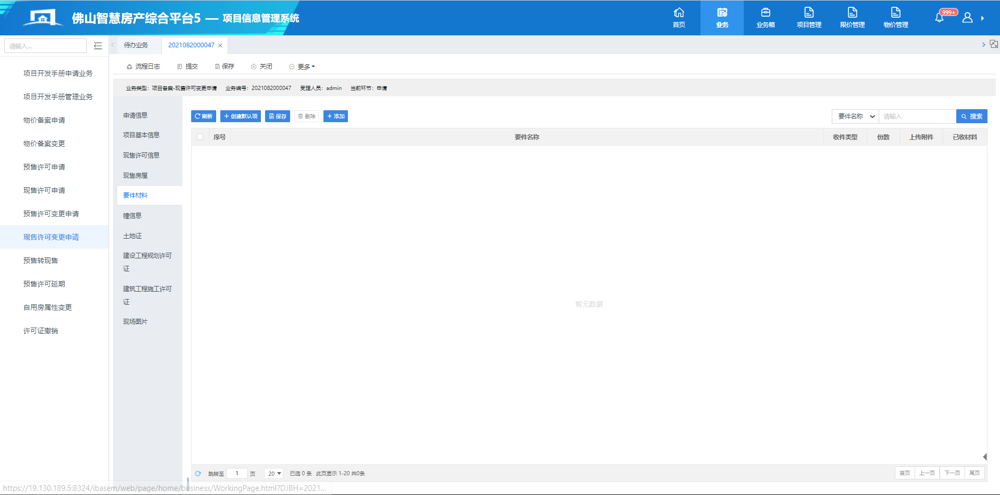 佛山智慧房产综合平台5 — 项目信息管理系统
首页
业务
业务箱
项目管理
限价管理
物价管理
999+
请输入...
待办业务
2021082000047
流程日志
提交
保存
关闭
更多
业务类型：项目备案-现售许可变更申请 业务编号：2021082000047 受理人员：admin 当前环节：申请
项目开发手册申请业务
项目开发手册管理业务
物价备案申请
物价备案变更
预售许可申请
现售许可申请
预售许可变更申请
现售许可变更申请
预售转现售
预售许可延期
自用房属性变更
许可证撤销
申请信息
项目基本信息
现售许可信息
现售房屋
要件材料
幢信息
土地证
建设工程规划许可
证
建筑工程施工许可
证
现场图片
刷新
创建默认项
保存
删除
添加
要件名称
请输入
搜索
序号
要件名称
收件类型
份数
上传附件
已收材料
暂无数据
跳转至 1 页 20 已选 0 条 此页显示 1-20 共0条
首页
上一页
下一页
尾页
https://19.130.189.5:8324/ibasem/web/page/home/business/WorkingPage.html?DJBH=2021...